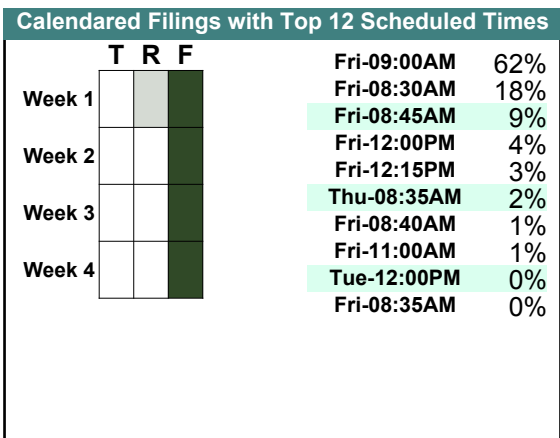 Calendared Filings with Top 12 Scheduled Times
T R F
Week 1
Week 2
Week 3
Week 4
Fri-09:00AM 62%
Fri-08:30AM 18%
Fri-08:45AM 9%
Fri-12:00PM 4%
Fri-12:15PM 3%
Thu-08:35AM 2%
Fri-08:40AM 1%
Fri-11:00AM 1%
Tue-12:00PM 0%
Fri-08:35AM 0%